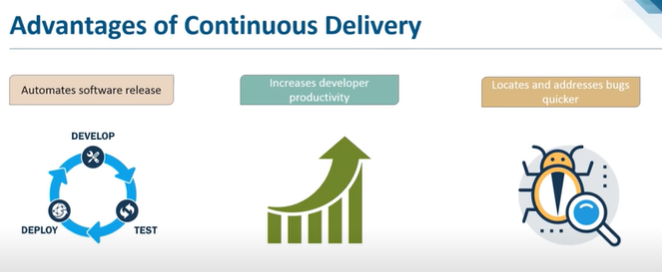 Advantages of Continuous Delivery
Automates software release
Increases developer
productivity
Locates and addresses bugs
quicker
DEVELOP
DEPLOY
TEST